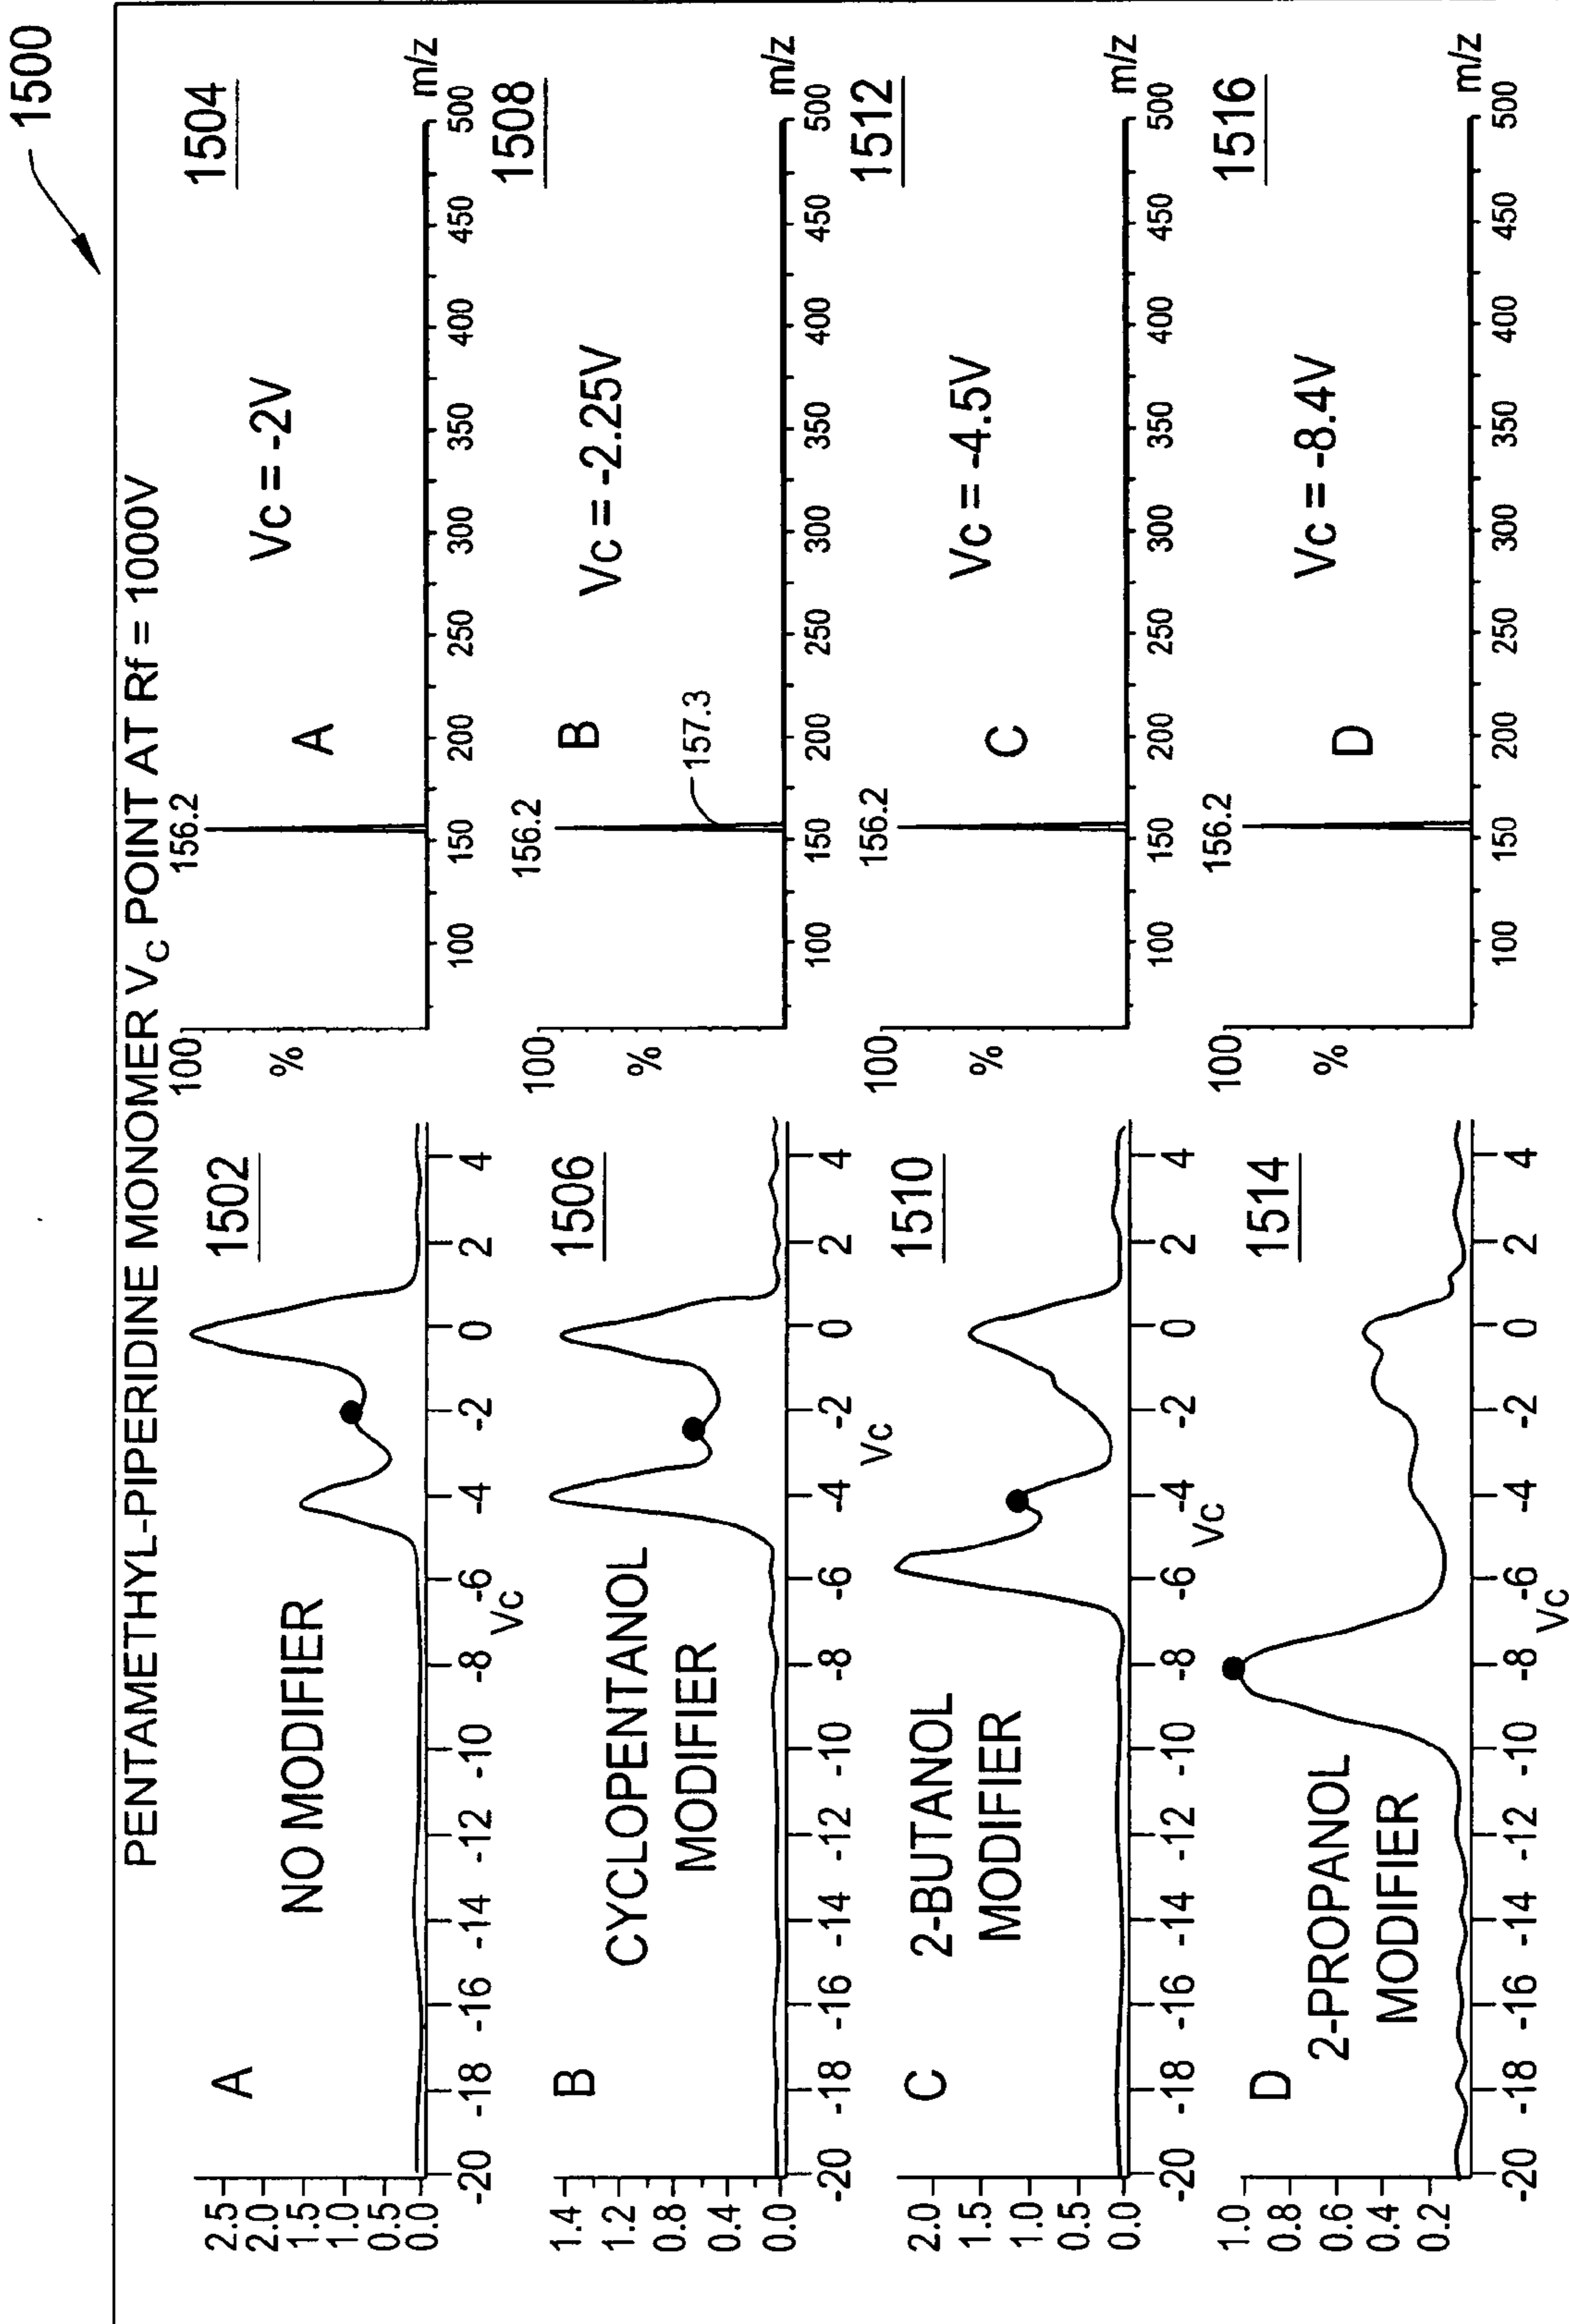 1500
PENTAMETHYL-PIPERIDINE MONOMER VC POINT AT Rf = 1000V
A
NO MODIFIER
1502
2.5
2.0
1.5
1.0
0.5
0.0
-20 -18 -16 -14 -12 -10 -8 -6 -4 -2 0 2 4
Vc
1504
156.2
100
%
A
Vc = -2V
100 150 200 250 300 350 400 450 500
m/z
B
CYCLOPENTANOL
MODIFIER
1506
1.4
1.2
0.8
0.4
0.0
-20 -18 -16 -14 -12 -10 -8 -6 -4 -2 0 2 4
Vc
1508
156.2
100
%
157.3
B
Vc = -2.25V
100 150 200 250 300 350 400 450 500
m/z
C
2-BUTANOL
MODIFIER
1510
2.0
1.5
1.0
0.5
0.0
-20 -18 -16 -14 -12 -10 -8 -6 -4 -2 0 2 4
Vc
1512
156.2
100
%
C
Vc = -4.5V
100 150 200 250 300 350 400 450 500
m/z
D
2-PROPANOL
MODIFIER
1514
1.0
0.8
0.6
0.4
0.2
-20 -18 -16 -14 -12 -10 -8 -6 -4 -2 0 2 4
Vc
1516
156.2
100
%
D
Vc = -8.4V
100 150 200 250 300 350 400 450 500
m/z